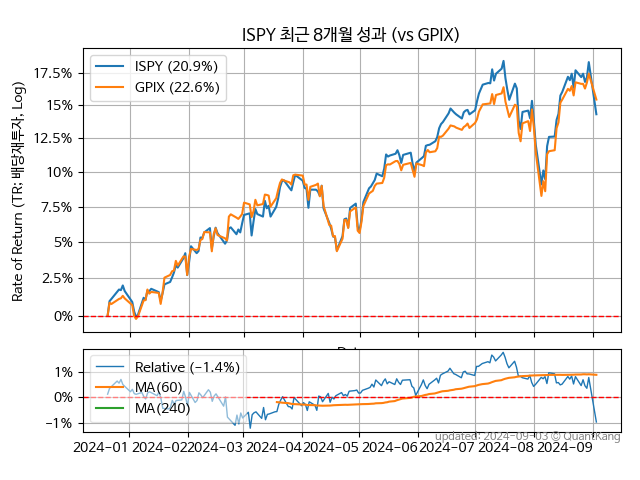 ISPY 최근 8개월 성과 (vs GPIX)
Rate of Return (TR: 배당재투자, Log)
17.5%
15%
12.5%
10%
7.5%
5%
2.5%
0%
ISPY (20.9%)
GPIX (22.6%)
1%
0%
−1%
Relative (−1.4%)
MA(60)
MA(240)
2024−01 2024−02 2024−03 2024−04 2024−05 2024−06 2024−07 2024−08 2024−09
updated: 2024−09−03 © QuantKang